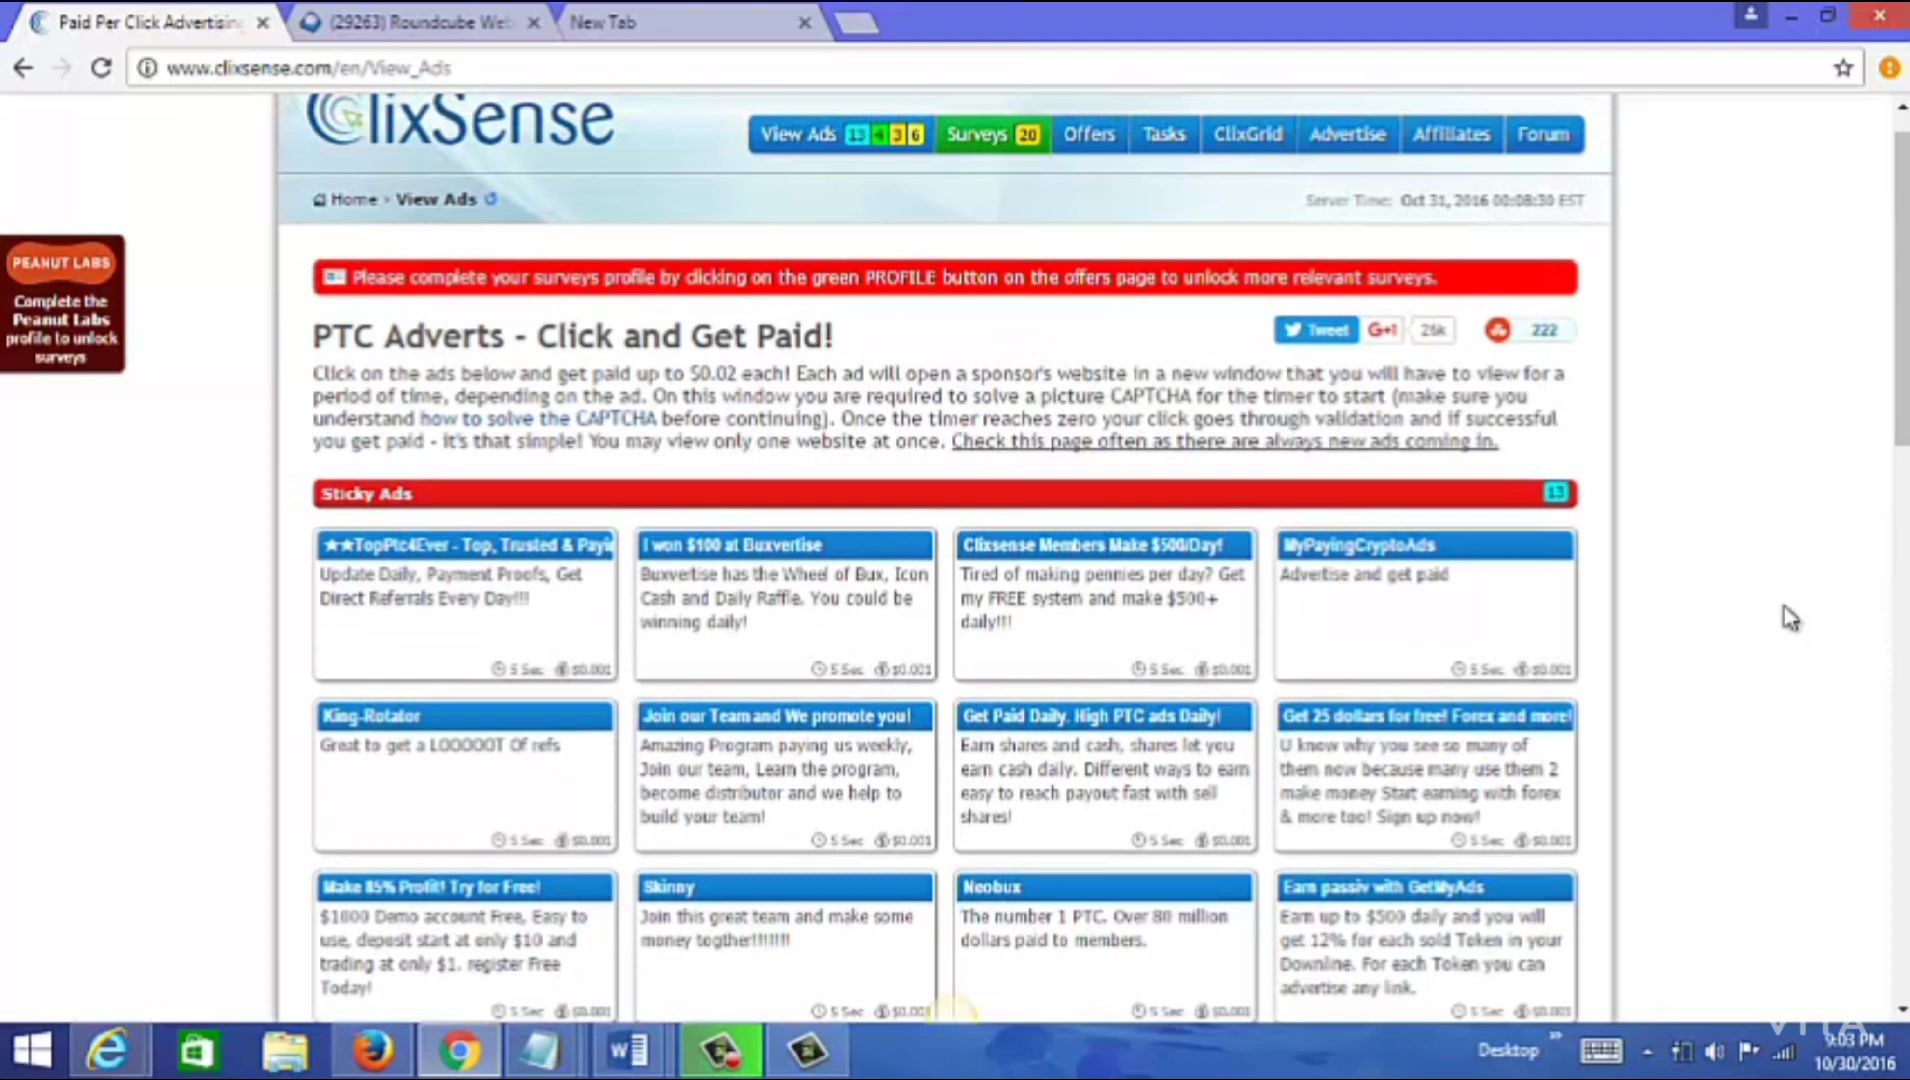 Paid Per Click Advertising
(29263) Roundcube Web
New Tab
www.clixsense.com/en/View_Ads
ClixSense
View Ads 13 4 3 6 Surveys 20 Offers Tasks ClixGrid Advertise Affiliates Forum
Home > View Ads
Server Time: Oct 31, 2016 00:08:30 EST
PEANUT LABS
Complete the
Peanut Labs
profile to unlock
surveys
Please complete your surveys profile by clicking on the green PROFILE button on the offers page to unlock more relevant surveys.
PTC Adverts - Click and Get Paid!
Tweet G+1 26k 222
Click on the ads below and get paid up to $0.02 each! Each ad will open a sponsor's website in a new window that you will have to view for a
period of time, depending on the ad. On this window you are required to solve a picture CAPTCHA for the timer to start (make sure you
understand how to solve the CAPTCHA before continuing). Once the timer reaches zero your click goes through validation and if successful
you get paid - it's that simple! You may view only one website at once. Check this page often as there are always new ads coming in.
Sticky Ads 13
★★TopPtc4Ever - Top, Trusted & Payin
Update Daily, Payment Proofs, Get
Direct Referrals Every Day!!!
5 Sec $0.001
I won $100 at Buxvertise
Buxvertise has the Wheel of Bux, Icon
Cash and Daily Raffle. You could be
winning daily!
5 Sec $0.001
Clixsense Members Make $500/Day!
Tired of making pennies per day? Get
my FREE system and make $500+
daily!!!
5 Sec $0.001
MyPayingCryptoAds
Advertise and get paid
5 Sec $0.001
King-Rotator
Great to get a LOOOOOT Of refs
5 Sec $0.001
Join our Team and We promote you!
Amazing Program paying us weekly,
Join our team, Learn the program,
become distributor and we help to
build your team!
5 Sec $0.001
Get Paid Daily. High PTC ads Daily!
Earn shares and cash, shares let you
earn cash daily. Different ways to earn
easy to reach payout fast with sell
shares!
5 Sec $0.001
Get 25 dollars for free! Forex and more!
U know why you see so many of
them now because many use them 2
make money Start earning with forex
& more too! Sign up now!
5 Sec $0.001
Make 85% Profit! Try for Free!
$1000 Demo account Free, Easy to
use, deposit start at only $10 and
trading at only $1. register Free
Today!
5 Sec $0.001
Skinny
Join this great team and make some
money togther!!!!!!!
5 Sec $0.001
Neobux
The number 1 PTC. Over 80 million
dollars paid to members.
5 Sec $0.001
Earn passiv with GetMyAds
Earn up to $500 daily and you will
get 12% for each sold Token in your
Downline. For each Token you can
advertise any link.
5 Sec $0.001
VITA
Desktop
9:03 PM
10/30/2016